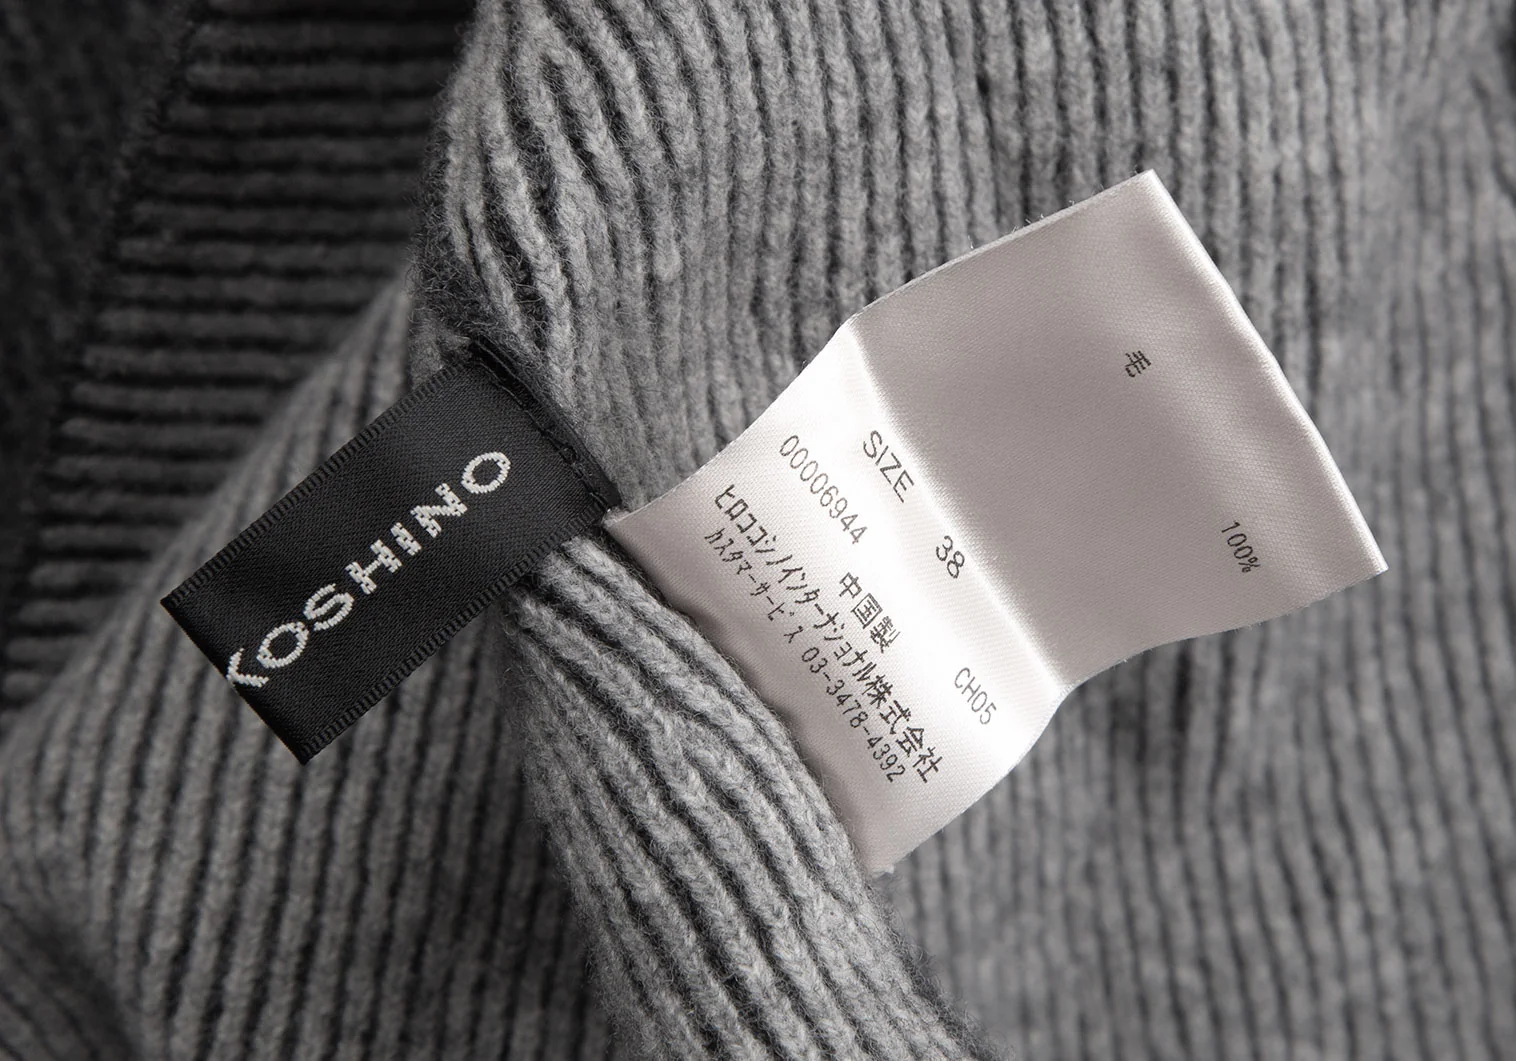 KOSHINO
毛 100%
SIZE 38 CH05
00006944 中国製
ヒロココシノインターナショナル株式会社
カスタマーサービス 03-3478-4392